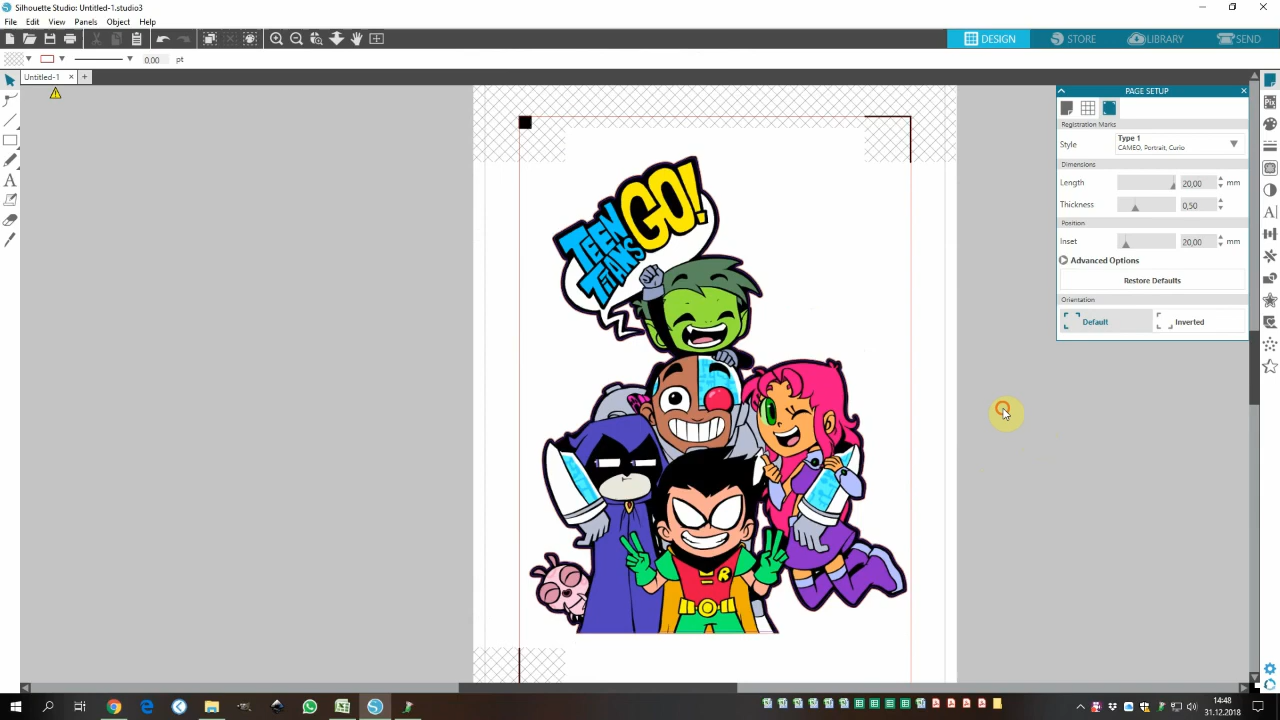 Silhouette Studio: Untitled-1.studio3
File Edit View Panels Object Help
DESIGN STORE LIBRARY SEND
0,00 pt
Untitled-1
PAGE SETUP
Registration Marks
Style Type 1
CAMEO, Portrait, Curio
Dimensions
Length 20,00 mm
Thickness 0,50
Position
Inset 20,00 mm
Advanced Options
Restore Defaults
Orientation
Default Inverted
TEEN
TITANS
GO!
R
14:48
31.12.2018